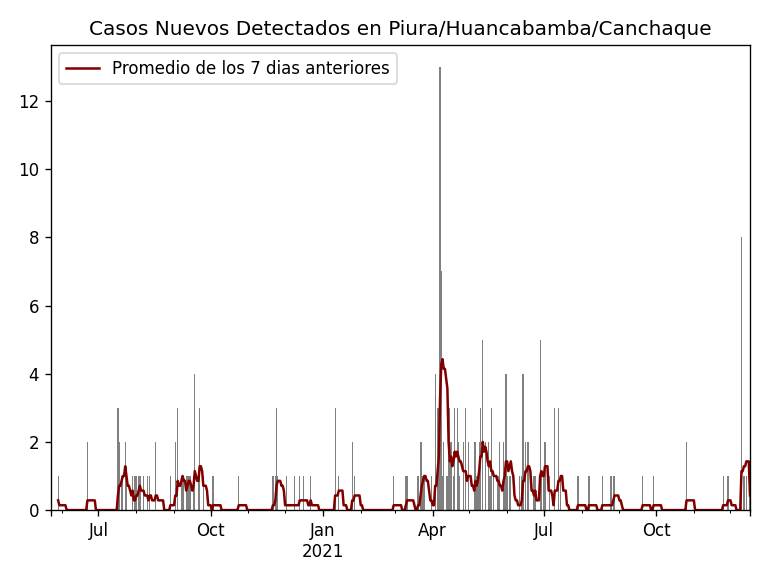 Casos Nuevos Detectados en Piura/Huancabamba/Canchaque
Promedio de los 7 dias anteriores
12
10
8
6
4
2
0
Jul Oct Jan Apr Jul Oct
2021